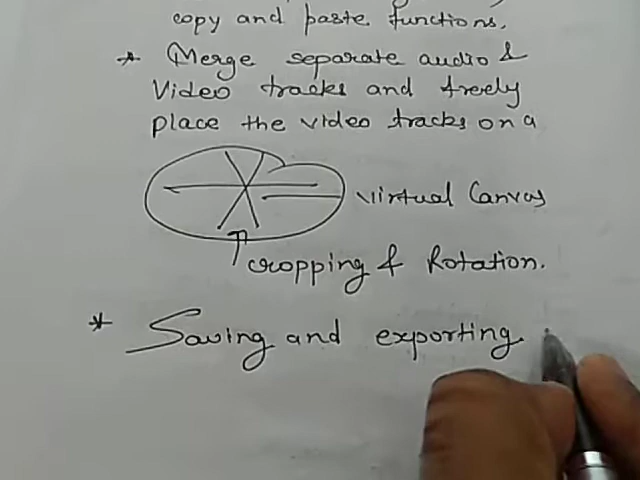 copy and paste functions.
* Merge separate audio &
Video tracks and freely
place the video tracks on a
Virtual Canvas
cropping & Rotation.
* Saving and exporting